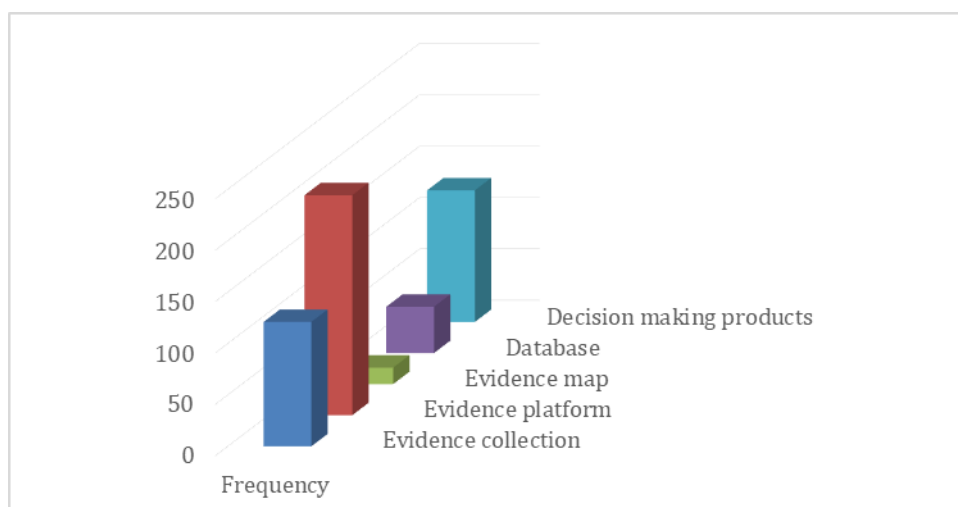 250
200
150
100
50
0
Decision making products
Database
Evidence map
Evidence platform
Evidence collection
Frequency